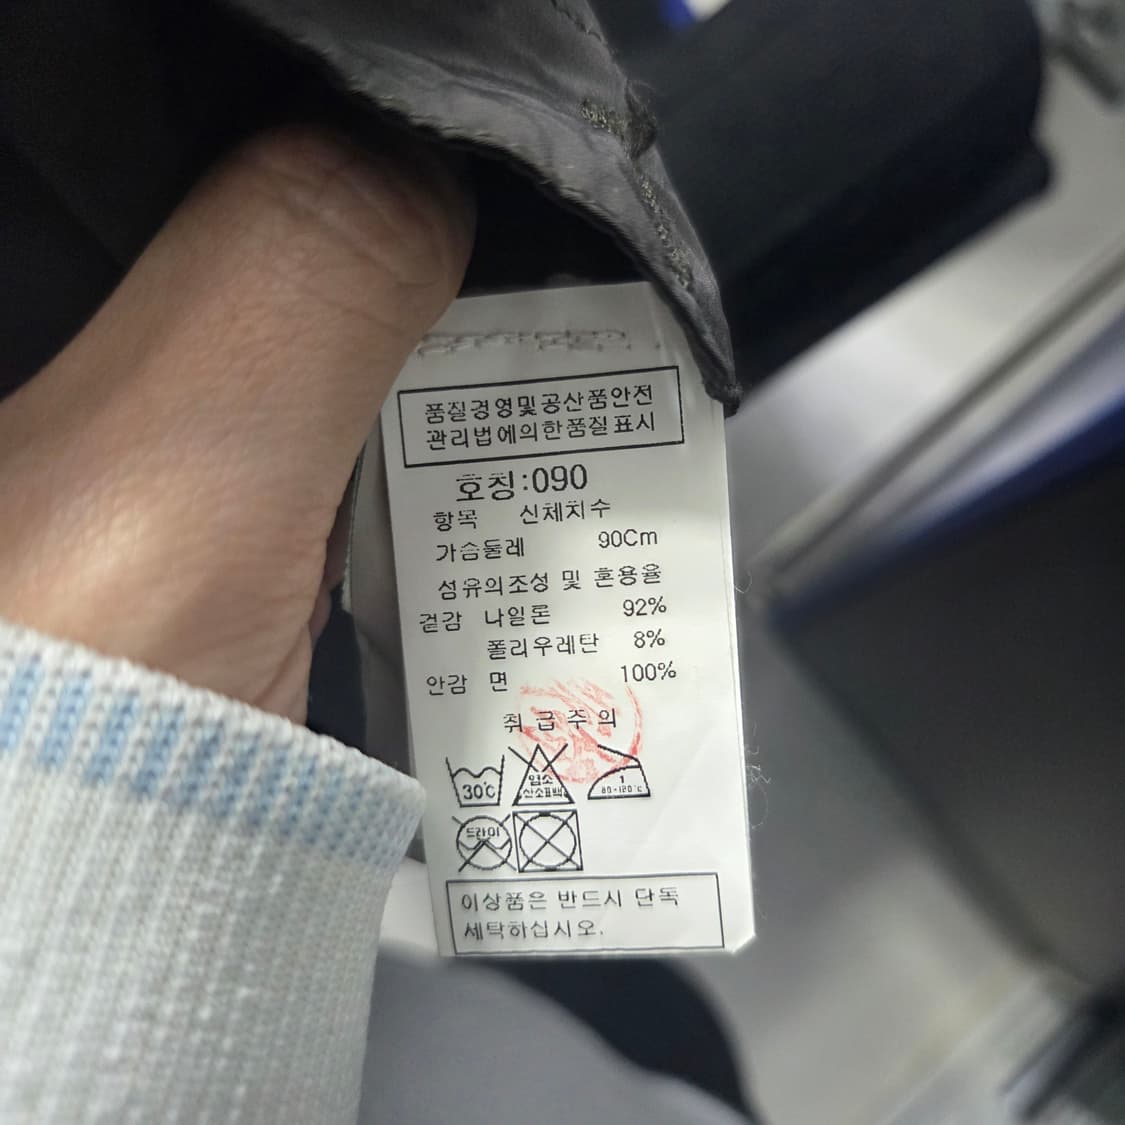 품질경영및공산품안전
관리법에의한품질표시
호칭:090
항목 신체치수
가슴둘레 90Cm
섬유의조성 및 혼용율
겉감 나일론 92%
폴리우레탄 8%
안감 면 100%
취급주의
30℃ 염소 산소표백 1 80-120℃
드라이
이상품은 반드시 단독
세탁하십시오.